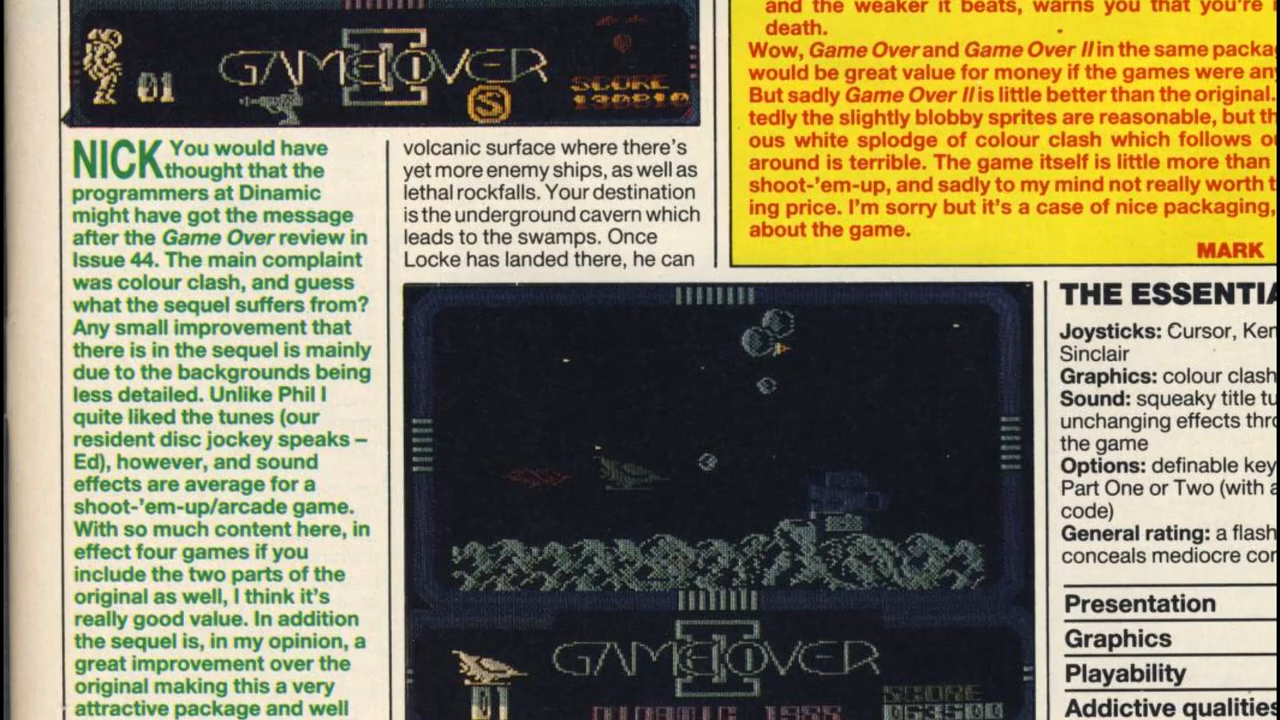 01
GAME OVER
II
S
SCORE
NICK You would have
thought that the
programmers at Dinamic
might have got the message
after the Game Over review in
Issue 44. The main complaint
was colour clash, and guess
what the sequel suffers from?
Any small improvement that
there is in the sequel is mainly
due to the backgrounds being
less detailed. Unlike Phil I
quite liked the tunes (our
resident disc jockey speaks –
Ed), however, and sound
effects are average for a
shoot-'em-up/arcade game.
With so much content here, in
effect four games if you
include the two parts of the
original as well, I think it's
really good value. In addition
the sequel is, in my opinion, a
great improvement over the
original making this a very
attractive package and well
volcanic surface where there's
yet more enemy ships, as well as
lethal rockfalls. Your destination
is the underground cavern which
leads to the swamps. Once
Locke has landed there, he can
and the weaker it beats, warns you that you're
death.
Wow, Game Over and Game Over II in the same packa
would be great value for money if the games were an
But sadly Game Over II is little better than the original.
tedly the slightly blobby sprites are reasonable, but th
ous white splodge of colour clash which follows o
around is terrible. The game itself is little more than
shoot-'em-up, and sadly to my mind not really worth t
ing price. I'm sorry but it's a case of nice packaging,
about the game.
MARK
GAME OVER
II
01
SCORE
THE ESSENTIA
Joysticks: Cursor, Ken
Sinclair
Graphics: colour clash
Sound: squeaky title tu
unchanging effects thro
the game
Options: definable key
Part One or Two (with a
code)
General rating: a flash
conceals mediocre con
Presentation
Graphics
Playability
Addictive qualities